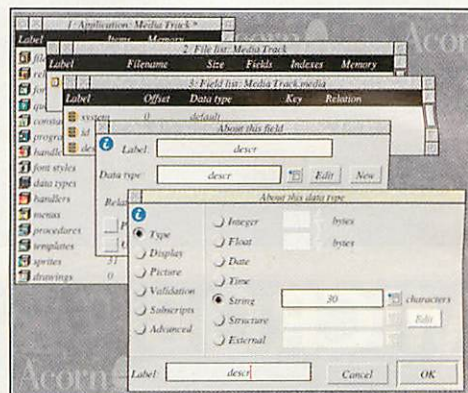 1: Application: Media Track *
Label Items Memory
2: File list: Media Track
Label Filename Size Fields Indexes Memory
3: Field list: Media Track.media
Label Offset Data type Key Relation
system 0 default
id
About this field
Label: descr
Data type: descr Edit New
About this data type
Type
Display
Picture
Validation
Subscripts
Advanced
Integer bytes
Float bytes
Date
Time
String 30 characters
Structure Edit
External
Label: descr Cancel OK
font styles
data types
handlers
menus
procedures
templates
sprites 31
drawings 0
Acorn